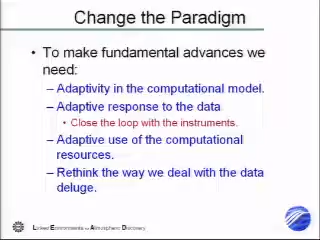 Change the Paradigm
• To make fundamental advances we
need:
– Adaptivity in the computational model.
– Adaptive response to the data
• Close the loop with the instruments.
– Adaptive use of the computational
resources.
– Rethink the way we deal with the data
deluge.
Linked Environments for Atmospheric Discovery